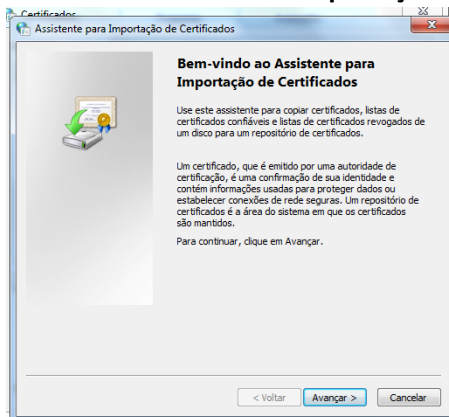 Certificados
Assistente para Importação de Certificados
Bem-vindo ao Assistente para
Importação de Certificados
Use este assistente para copiar certificados, listas de
certificados confiáveis e listas de certificados revogados de
um disco para um repositório de certificados.
Um certificado, que é emitido por uma autoridade de
certificação, é uma confirmação de sua identidade e
contém informações usadas para proteger dados ou
estabelecer conexões de rede seguras. Um repositório de
certificados é a área do sistema em que os certificados
são mantidos.
Para continuar, clique em Avançar.
< Voltar Avançar > Cancelar